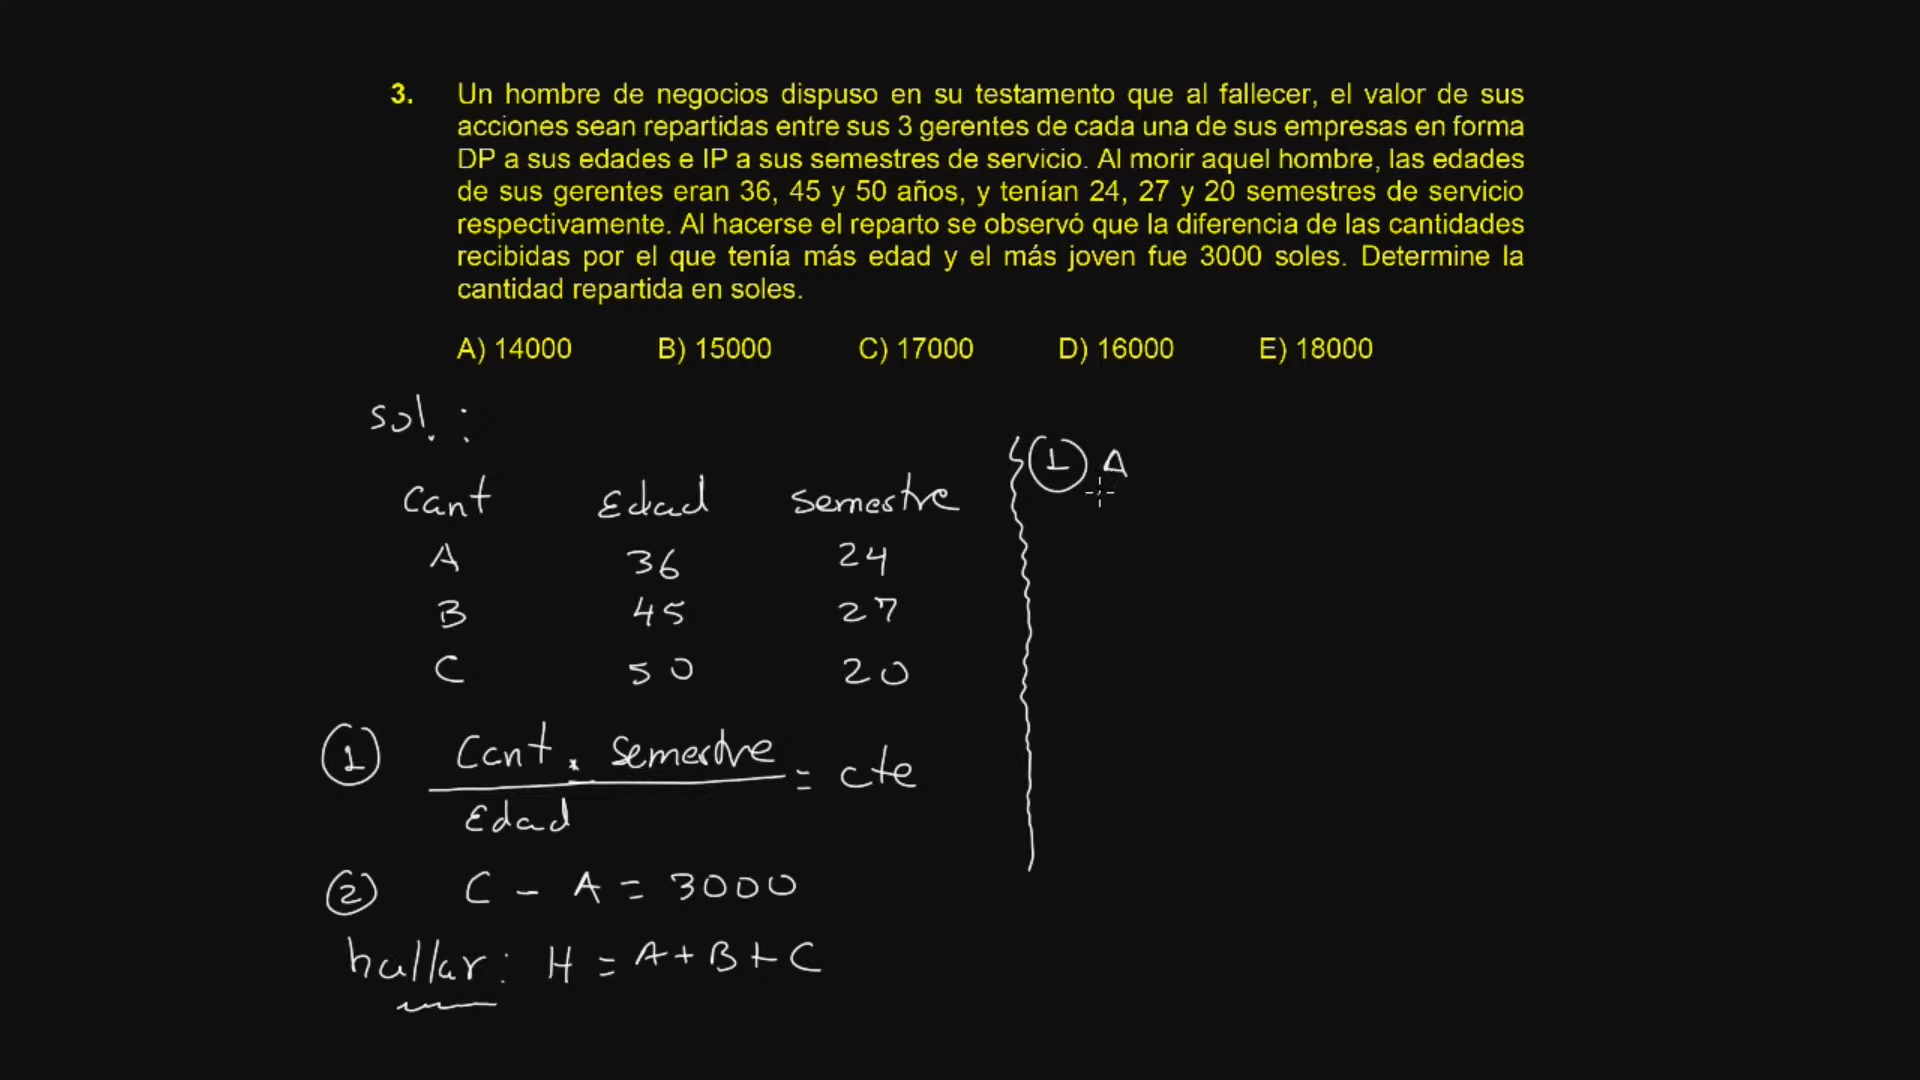 3. Un hombre de negocios dispuso en su testamento que al fallecer, el valor de sus
acciones sean repartidas entre sus 3 gerentes de cada una de sus empresas en forma
DP a sus edades e IP a sus semestres de servicio. Al morir aquel hombre, las edades
de sus gerentes eran 36, 45 y 50 años, y tenían 24, 27 y 20 semestres de servicio
respectivamente. Al hacerse el reparto se observó que la diferencia de las cantidades
recibidas por el que tenía más edad y el más joven fue 3000 soles. Determine la
cantidad repartida en soles.
A) 14000 B) 15000 C) 17000 D) 16000 E) 18000
Sol. :
Cant Edad Semestre
A 36 24
B 45 27
C 50 20
1 Cant . Semestre
= cte
Edad
2 C - A = 3000
hallar: H = A + B + C
1 A